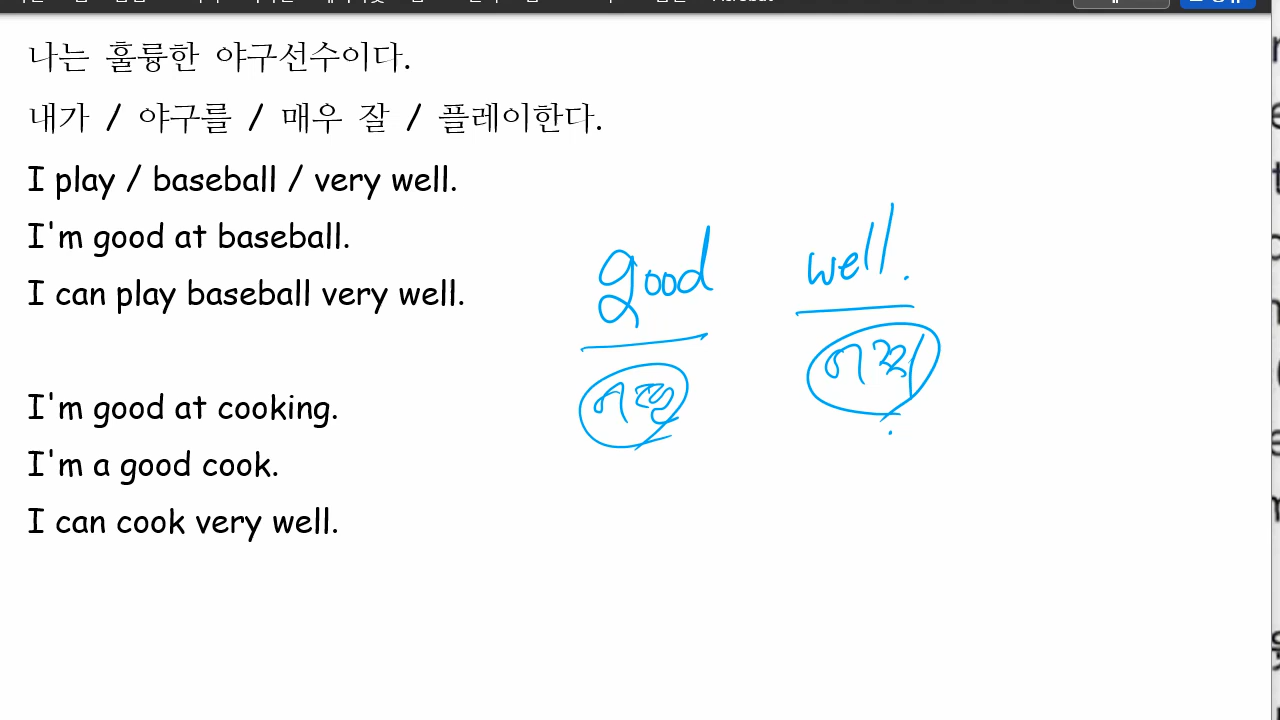 나는 훌륭한 야구선수이다.
내가 / 야구를 / 매우 잘 / 플레이한다.
I play / baseball / very well.
I'm good at baseball.
I can play baseball very well.
good well.
I'm good at cooking.
I'm a good cook.
I can cook very well.